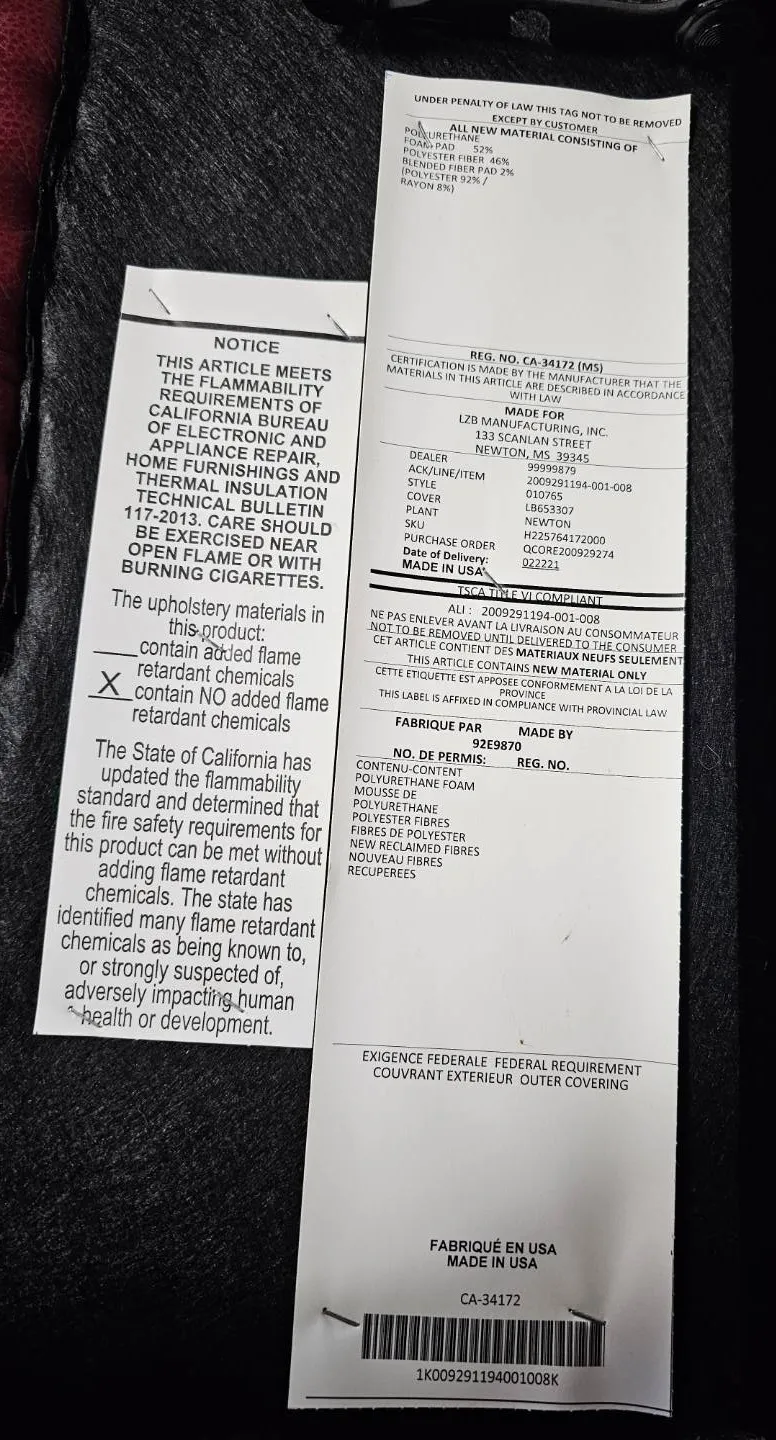 NOTICE
THIS ARTICLE MEETS
THE FLAMMABILITY
REQUIREMENTS OF
CALIFORNIA BUREAU
OF ELECTRONIC AND
APPLIANCE REPAIR,
HOME FURNISHINGS AND
THERMAL INSULATION
TECHNICAL BULLETIN
117-2013. CARE SHOULD
BE EXERCISED NEAR
OPEN FLAME OR WITH
BURNING CIGARETTES.
The upholstery materials in
this product:
____contain added flame
retardant chemicals
X contain NO added flame
retardant chemicals
The State of California has
updated the flammability
standard and determined that
the fire safety requirements for
this product can be met without
adding flame retardant
chemicals. The state has
identified many flame retardant
chemicals as being known to,
or strongly suspected of,
adversely impacting human
health or development.
UNDER PENALTY OF LAW THIS TAG NOT TO BE REMOVED
EXCEPT BY CUSTOMER
ALL NEW MATERIAL CONSISTING OF
POLYURETHANE
FOAM PAD 52%
POLYESTER FIBER 46%
BLENDED FIBER PAD 2%
(POLYESTER 92% /
RAYON 8%)
REG. NO. CA-34172 (MS)
CERTIFICATION IS MADE BY THE MANUFACTURER THAT THE
MATERIALS IN THIS ARTICLE ARE DESCRIBED IN ACCORDANCE
WITH LAW
MADE FOR
LZB MANUFACTURING, INC.
133 SCANLAN STREET
NEWTON, MS 39345
DEALER 99999879
ACK/LINE/ITEM 2009291194-001-008
STYLE 010765
COVER LB653307
PLANT NEWTON
SKU H225764172000
PURCHASE ORDER QCORE200929274
Date of Delivery: 022221
MADE IN USA
TSCA TITLE VI COMPLIANT
ALI : 2009291194-001-008
NE PAS ENLEVER AVANT LA LIVRAISON AU CONSOMMATEUR
NOT TO BE REMOVED UNTIL DELIVERED TO THE CONSUMER
CET ARTICLE CONTIENT DES MATERIAUX NEUFS SEULEMENT
THIS ARTICLE CONTAINS NEW MATERIAL ONLY
CETTE ETIQUETTE EST APPOSEE CONFORMEMENT A LA LOI DE LA
PROVINCE
THIS LABEL IS AFFIXED IN COMPLIANCE WITH PROVINCIAL LAW
FABRIQUE PAR MADE BY
92E9870
NO. DE PERMIS: REG. NO.
CONTENU-CONTENT
POLYURETHANE FOAM
MOUSSE DE
POLYURETHANE
POLYESTER FIBRES
FIBRES DE POLYESTER
NEW RECLAIMED FIBRES
NOUVEAU FIBRES
RECUPEREES
EXIGENCE FEDERALE FEDERAL REQUIREMENT
COUVRANT EXTERIEUR OUTER COVERING
FABRIQUÉ EN USA
MADE IN USA
CA-34172
1K009291194001008K